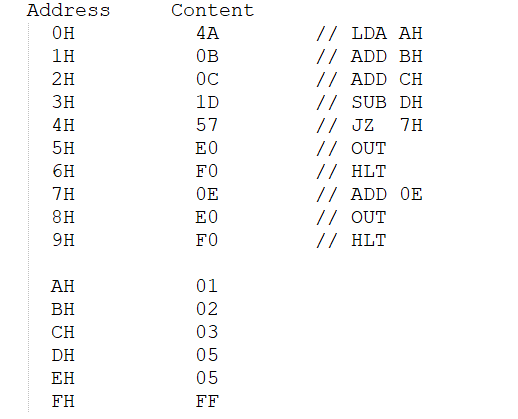 Address Content
0H 4A // LDA AH
1H 0B // ADD BH
2H 0C // ADD CH
3H 1D // SUB DH
4H 57 // JZ 7H
5H E0 // OUT
6H F0 // HLT
7H 0E // ADD 0E
8H E0 // OUT
9H F0 // HLT
AH 01
BH 02
CH 03
DH 05
EH 05
FH FF